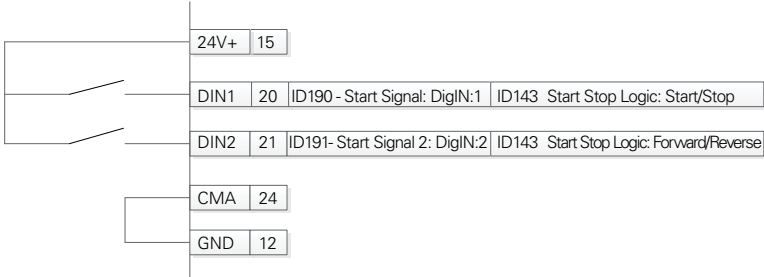 24V+ 15
DIN1 20 ID190 - Start Signal: DigIN:1 ID143 Start Stop Logic: Start/Stop
DIN2 21 ID191- Start Signal 2: DigIN:2 ID143 Start Stop Logic: Forward/Reverse
CMA 24
GND 12